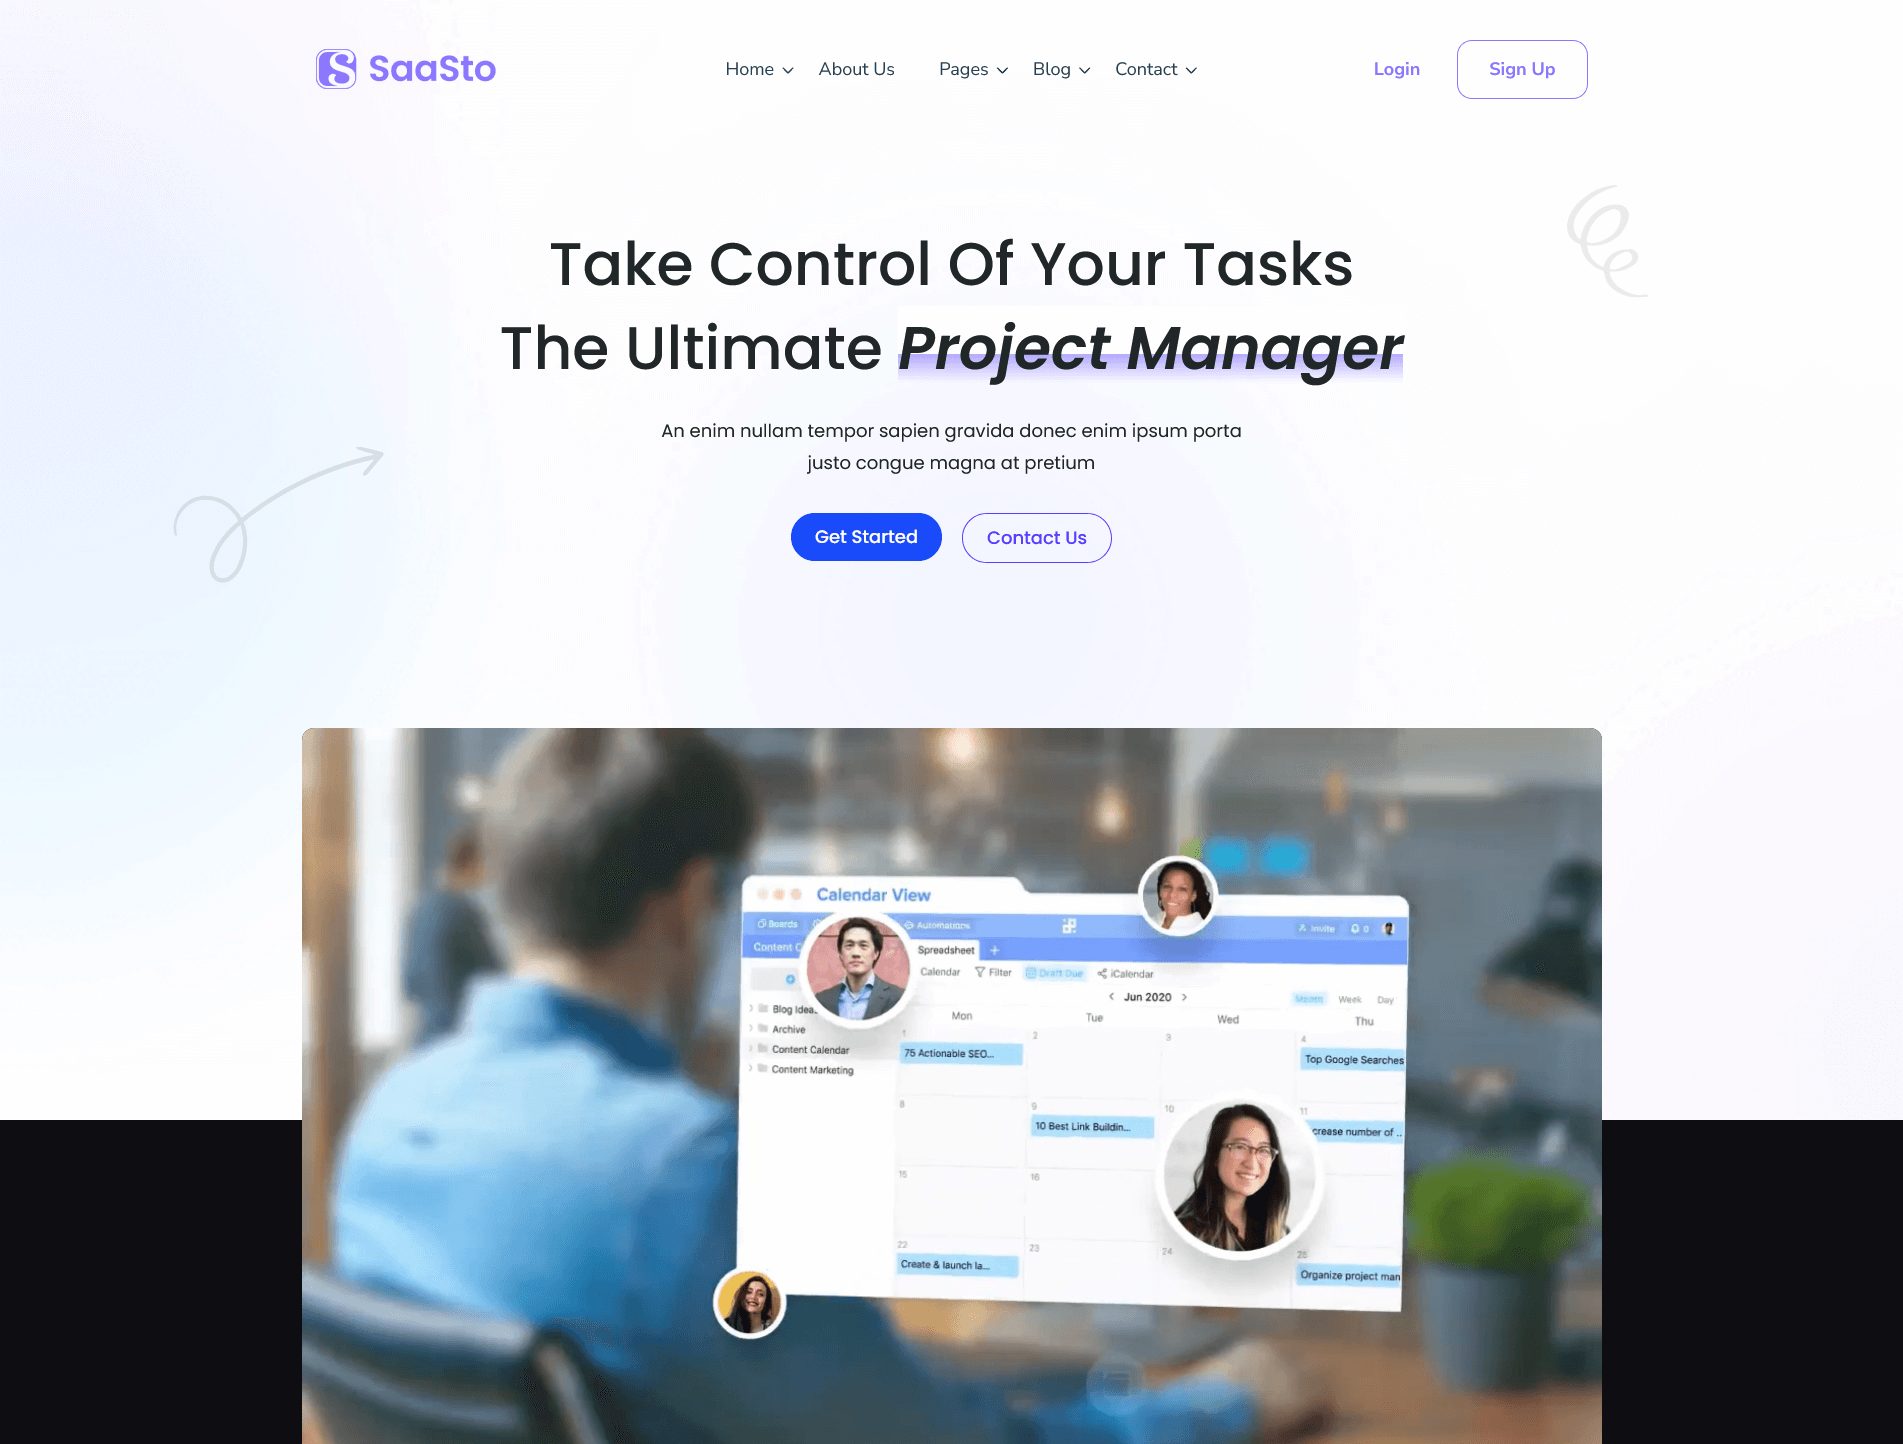 SaaSto
Home
About Us
Pages
Blog
Contact
Login
Sign Up
Take Control Of Your Tasks
The Ultimate Project Manager
An enim nullam tempor sapien gravida donec enim ipsum porta
justo congue magna at pretium
Get Started
Contact Us
Calendar View
Boards
Automations
Invite
0
Content C
Spreadsheet
+
Calendar
Filter
Draft Due
iCalendar
Jun 2020
Month
Week
Day
Mon
Tue
Wed
Thu
Blog Ideas
Archive
Content Calendar
Content Marketing
1
2
3
4
75 Actionable SEO...
Top Google Searches
8
9
10
11
10 Best Link Buildin...
crease number of ..
15
16
22
23
24
25
Create & launch la...
Organize project man